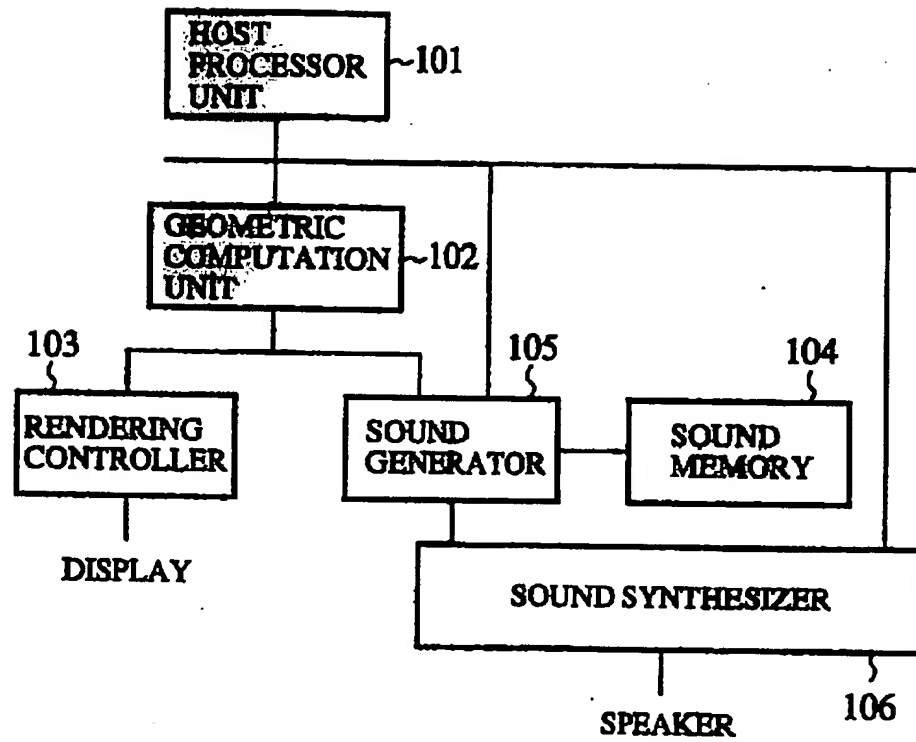 HOST
PROCESSOR
UNIT
101
GEOMETRIC
COMPUTATION
UNIT
102
103
105
104
RENDERING
CONTROLLER
SOUND
GENERATOR
SOUND
MEMORY
DISPLAY
SOUND SYNTHESIZER
106
SPEAKER